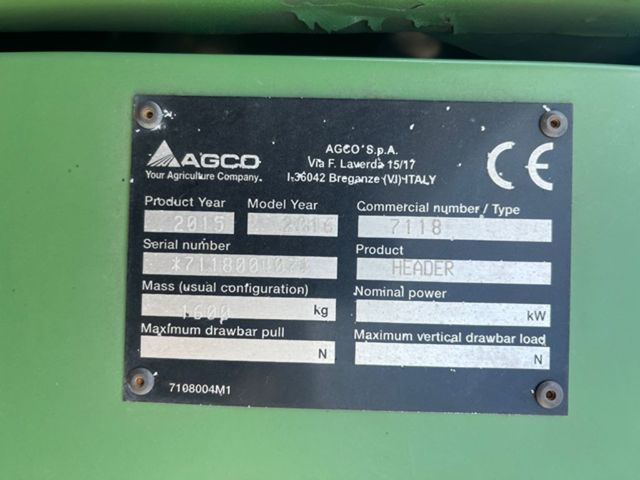 AGCO
Your Agriculture Company
AGCO S.p.A.
Via F. Laverda 15/17
I-36042 Breganze (VI)-ITALY
CE
Product Year
Model Year
Commercial number / Type
2015
2016
7118
Serial number
Product
HEADER
Mass (usual configuration)
Nominal power
1600 kg
kW
Maximum drawbar pull
Maximum vertical drawbar load
N
N
7108004M1